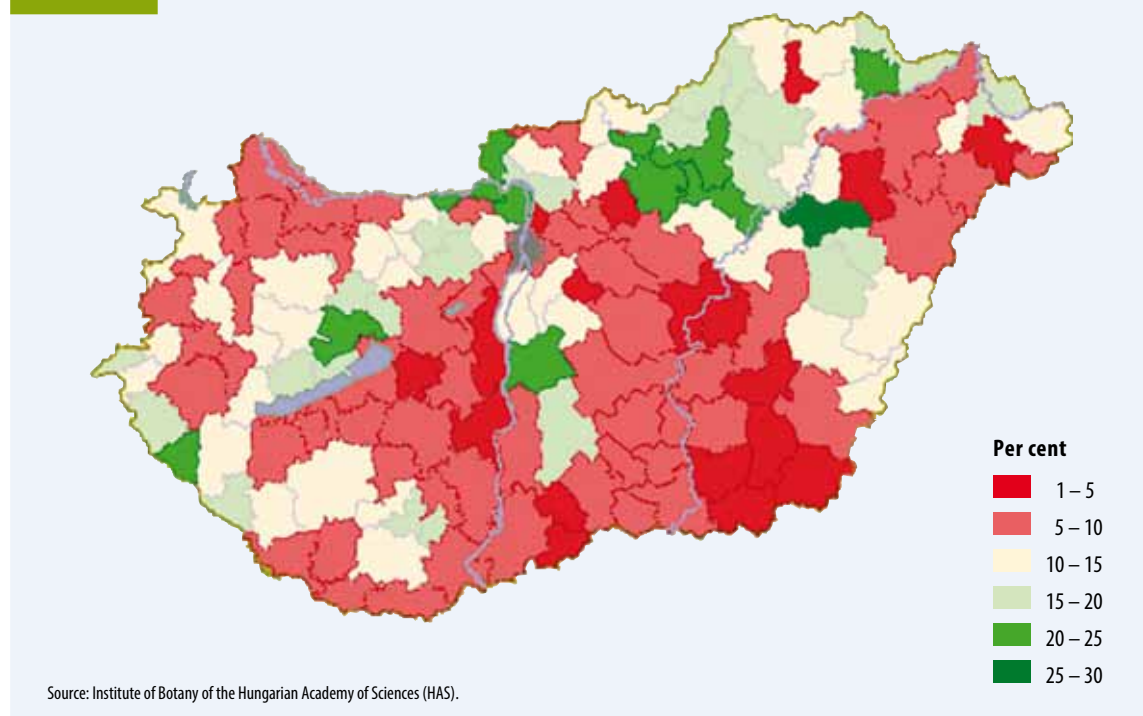 Per cent
1 – 5
5 – 10
10 – 15
15 – 20
20 – 25
25 – 30
Source: Institute of Botany of the Hungarian Academy of Sciences (HAS).